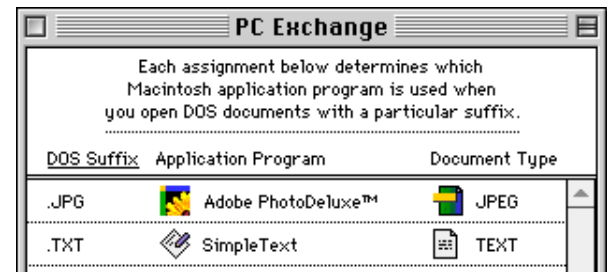 PC Exchange
Each assignment below determines which
Macintosh application program is used when
you open DOS documents with a particular suffix.
DOS Suffix Application Program Document Type
.JPG Adobe PhotoDeluxe™ JPEG
.TXT SimpleText TEXT